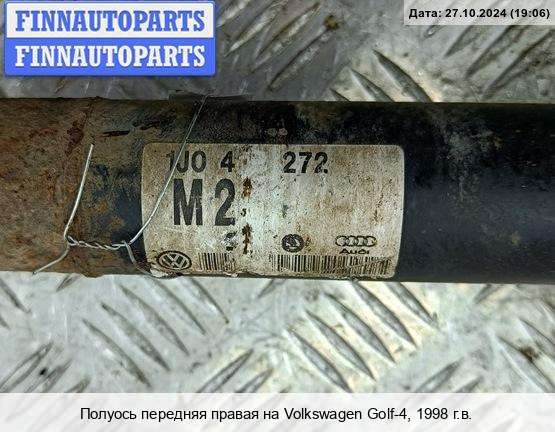 FINNAUTOPARTS
FINNAUTOPARTS
Дата: 27.10.2024 (19:06)
1J0 4 272
M2
Audi
Полуось передняя правая на Volkswagen Golf-4, 1998 г.в.